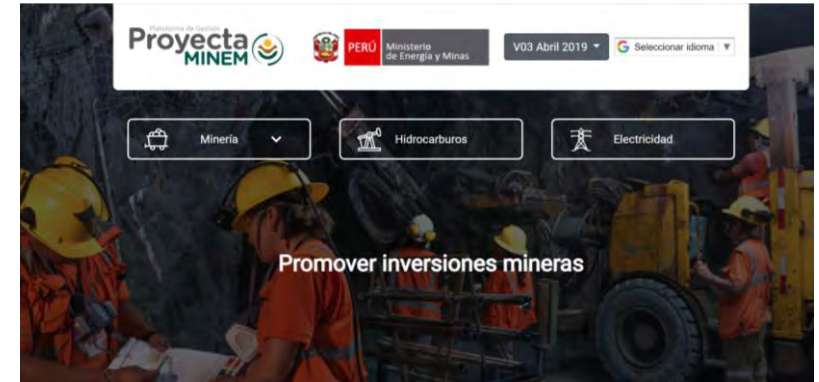 Plataforma de Gestión
Proyecta
MINEM
PERÚ
Ministerio
de Energía y Minas
V03 Abril 2019
G Seleccionar idioma
Minería
Hidrocarburos
Electricidad
Promover inversiones mineras